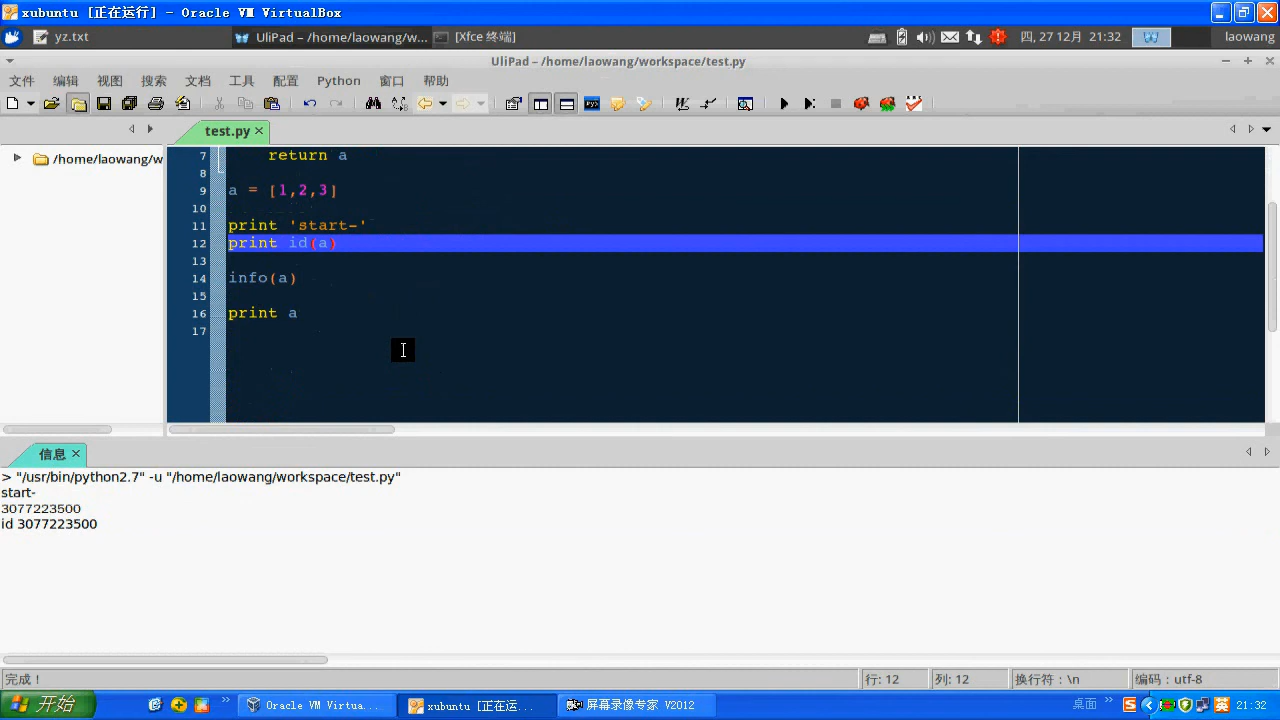 xubuntu [正在运行] - Oracle VM VirtualBox
yz.txt
UliPad – /home/laowang/w...
[Xfce 终端]
四, 27 12月 21:32
laowang
UliPad – /home/laowang/workspace/test.py
文件 编辑 视图 搜索 文档 工具 配置 Python 窗口 帮助
test.py
/home/laowang/w
7 return a
8
9 a = [1,2,3]
10
11 print 'start-'
12 print id(a)
13
14 info(a)
15
16 print a
17
信息
> "/usr/bin/python2.7" -u "/home/laowang/workspace/test.py"
start-
3077223500
id 3077223500
完成！ 行: 12 列: 12 换行符：\n 编码：utf-8
开始 Oracle VM Virtua... xubuntu [正在运... 屏幕录像专家 V2012 桌面 21:32